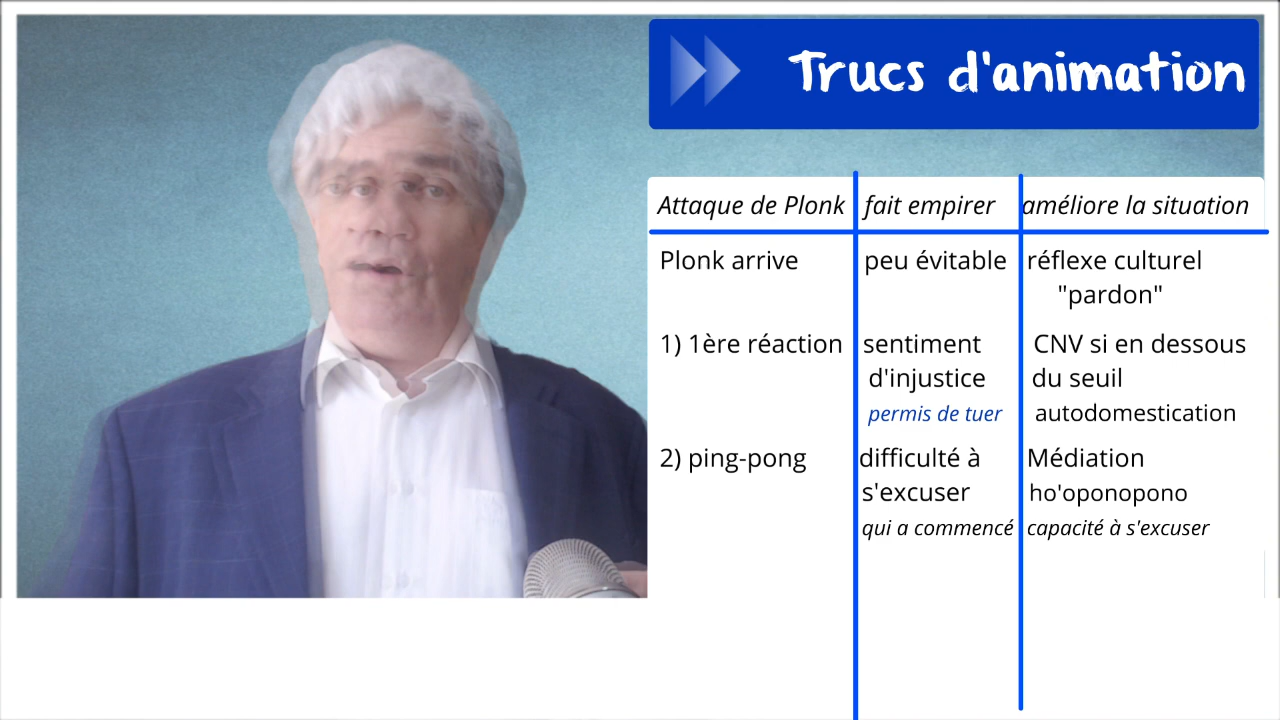 Trucs d'animation
Attaque de Plonk fait empirer améliore la situation
Plonk arrive peu évitable réflexe culturel
"pardon"
1) 1ère réaction sentiment CNV si en dessous
d'injustice du seuil
permis de tuer autodomestication
2) ping-pong difficulté à Médiation
s'excuser ho'oponopono
qui a commencé capacité à s'excuser